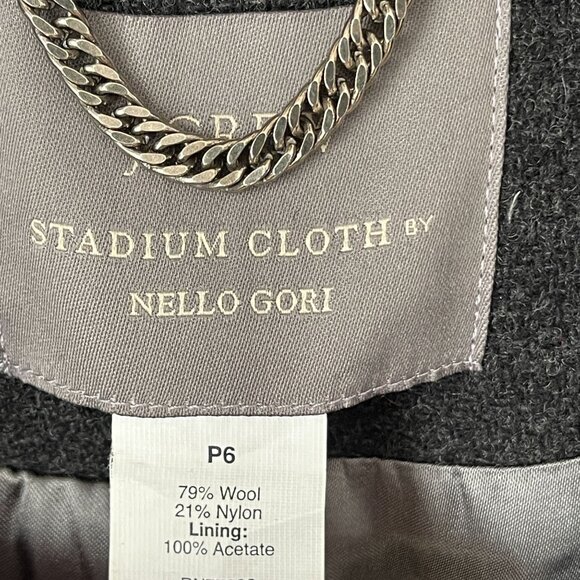 STADIUM CLOTH BY
NELLO GORI
P6
79% Wool
21% Nylon
Lining:
100% Acetate